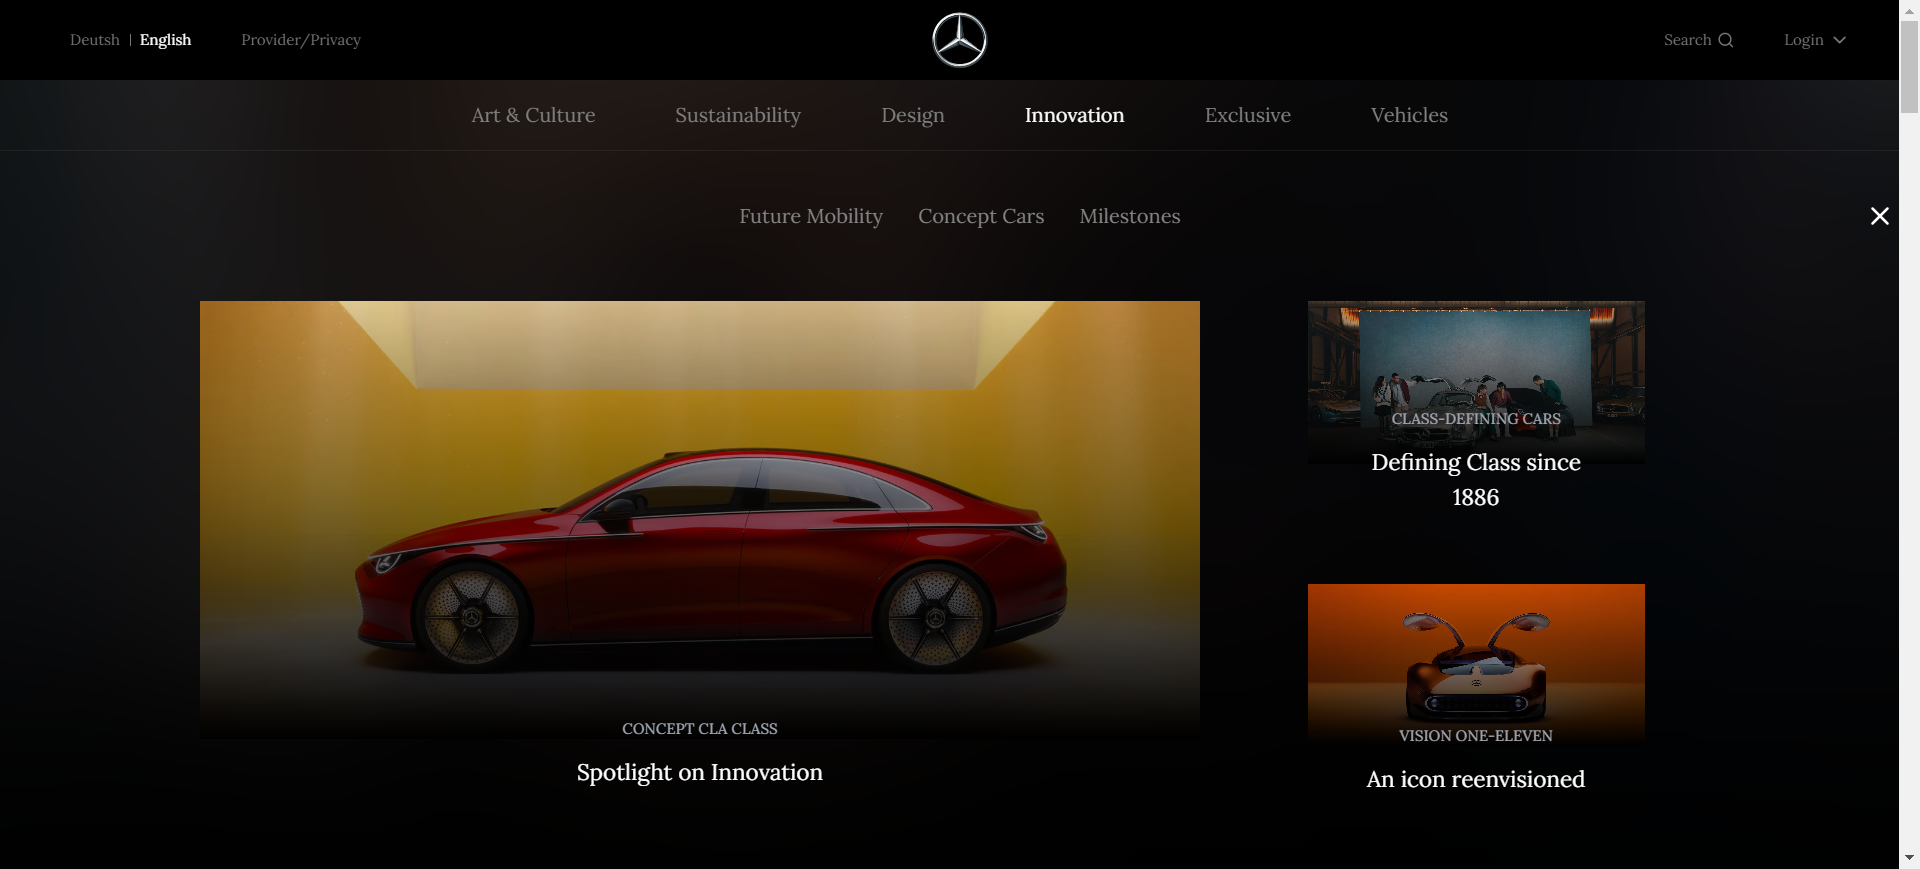 Deutsh | English Provider/Privacy Search Login
Art & Culture Sustainability Design Innovation Exclusive Vehicles
Future Mobility Concept Cars Milestones
CONCEPT CLA CLASS
Spotlight on Innovation
CLASS-DEFINING CARS
Defining Class since
1886
VISION ONE-ELEVEN
An icon reenvisioned